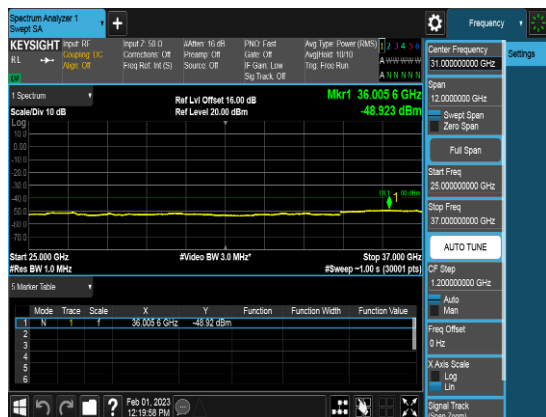 Spectrum Analyzer 1
Swept SA
Frequency
KEYSIGHT
RL
Input: RF
Coupling: DC
Align: Off
Input Z: 50 Ω
Corrections: Off
Freq Ref: Int (S)
#Atten: 16 dB
Preamp: Off
Source: Off
PNO: Fast
Gate: Off
IF Gain: Low
Sig Track: Off
Avg Type: Power (RMS)
Avg|Hold: 10/10
Trig: Free Run
1 2 3 4 5 6
A W W W W W
A N N N N N
1 Spectrum
Scale/Div 10 dB
Log
Ref Lvl Offset 16.00 dB
Ref Level 20.00 dBm
Mkr1 36.005 6 GHz
-48.923 dBm
10.0
0.00
-10.0
-20.0
-30.0
-40.0
-50.0
-60.0
-70.0
1
Start 25.000 GHz
#Res BW 1.0 MHz
#Video BW 3.0 MHz*
Stop 37.000 GHz
#Sweep ~1.00 s (30001 pts)
5 Marker Table
Mode Trace Scale X Y Function Function Width Function Value
1 N 1 f 36.005 6 GHz -48.92 dBm
2
3
4
5
6
Feb 01, 2023
12:19:58 PM
Center Frequency
31.000000000 GHz
Settings
Span
12.0000000 GHz
Swept Span
Zero Span
Full Span
Start Freq
25.000000000 GHz
Stop Freq
37.000000000 GHz
AUTO TUNE
CF Step
1.200000000 GHz
Auto
Man
Freq Offset
0 Hz
X Axis Scale
Log
Lin
Signal Track
(Span Zoom)